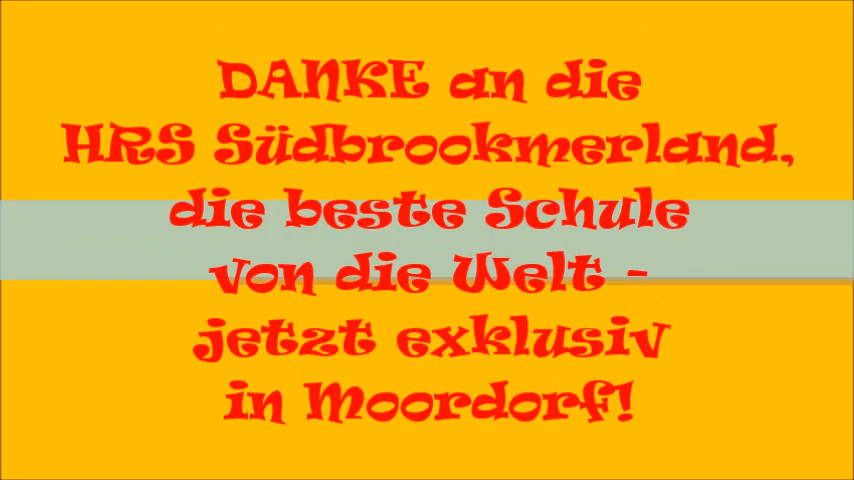 DANKE an die
HRS Südbrookmerland,
die beste Schule
von die Welt -
jetzt exklusiv
in Moordorf!